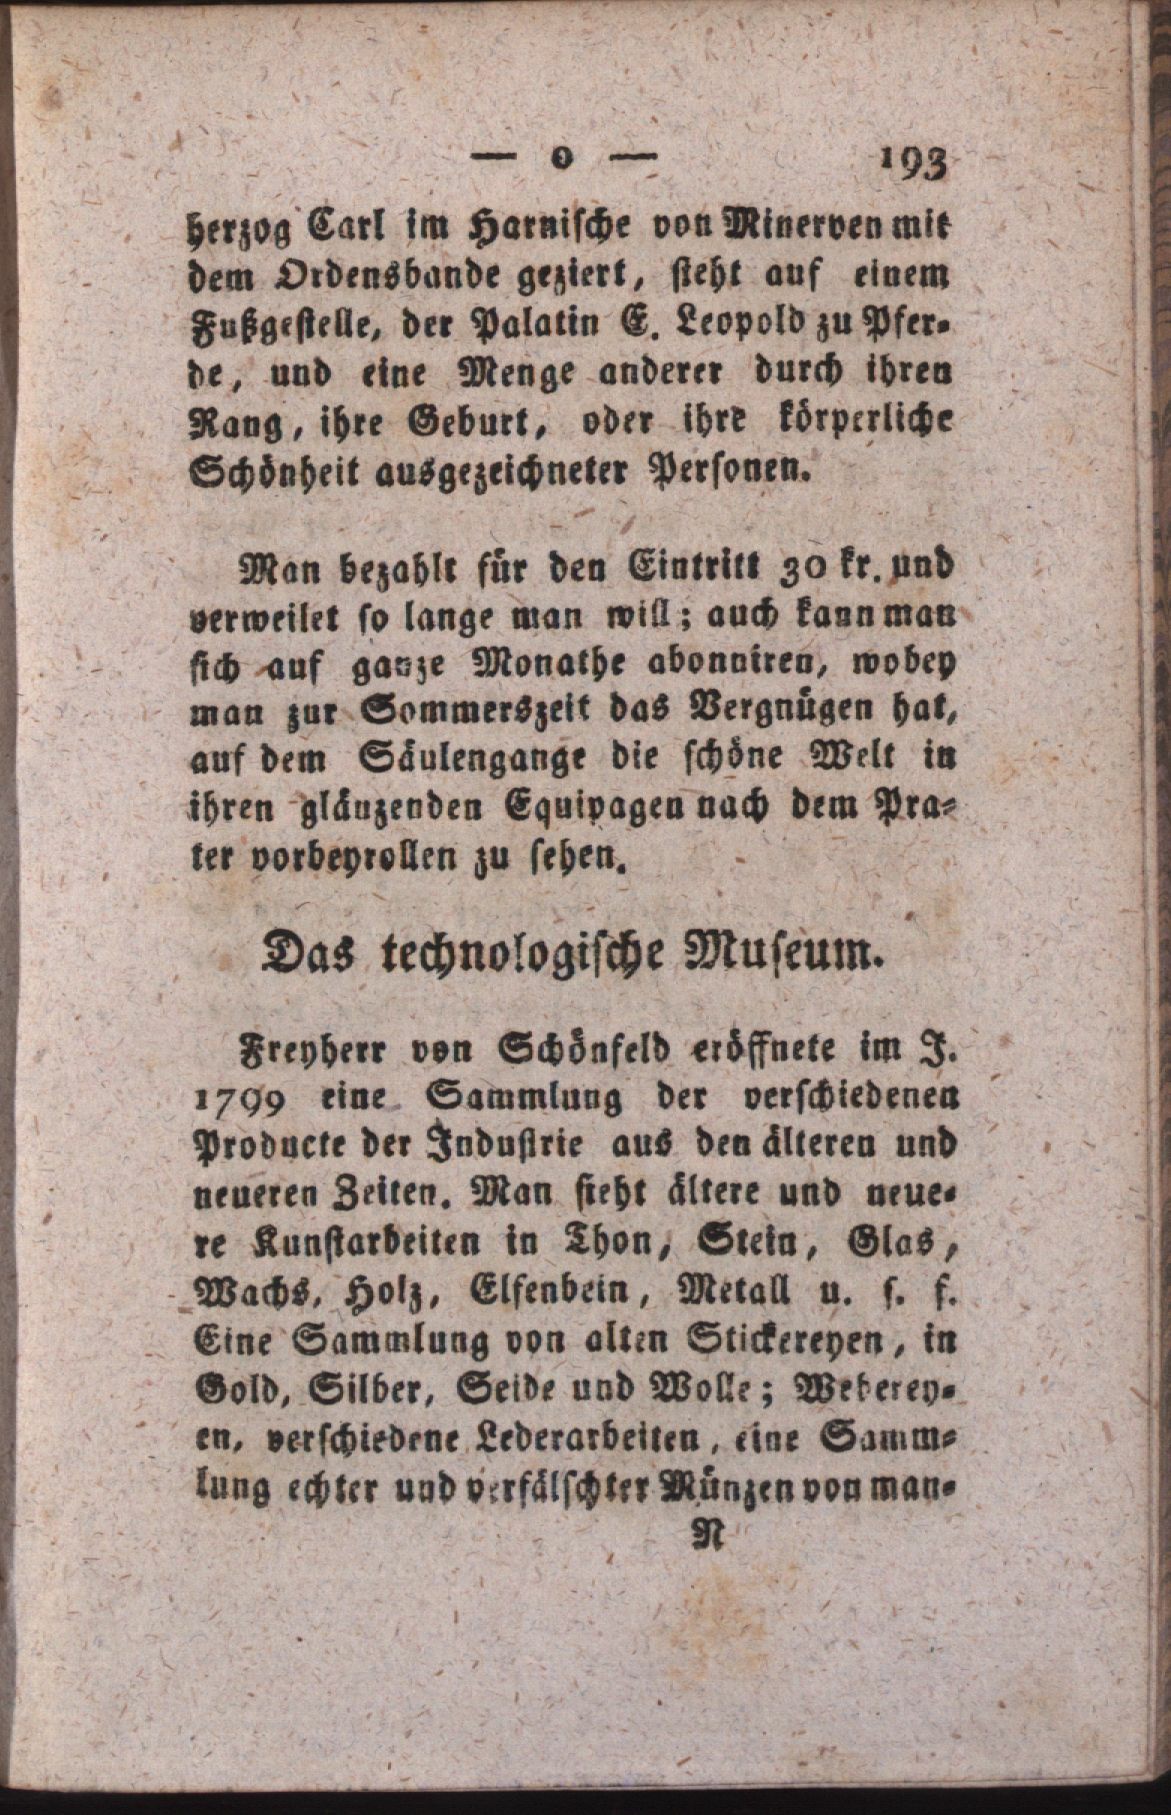 — o — 193
herzog Carl im Harnische von Minerven mit
dem Ordensbande geziert, steht auf einem
Fußgestelle, der Palatin E. Leopold zu Pfer-
de, und eine Menge anderer durch ihren
Rang, ihre Geburt, oder ihre körperliche
Schönheit ausgezeichneter Personen.
Man bezahlt für den Eintritt 30 kr. und
verweilet so lange man will; auch kann man
sich auf ganze Monathe abonniren, wobey
man zur Sommerszeit das Vergnügen hat,
auf dem Säulengange die schöne Welt in
ihren glänzenden Equipagen nach dem Pra-
ter vorbeyrollen zu sehen.
Das technologische Museum.
Freyherr von Schönfeld eröffnete im J.
1799 eine Sammlung der verschiedenen
Producte der Industrie aus den älteren und
neueren Zeiten. Man sieht ältere und neue-
re Kunstarbeiten in Thon, Stein, Glas,
Wachs, Holz, Elfenbein, Metall u. s. f.
Eine Sammlung von alten Stickereyen, in
Gold, Silber, Seide und Wolle; Weberey-
en, verschiedene Lederarbeiten, eine Samm-
lung echter und verfälschter Münzen von man-
N